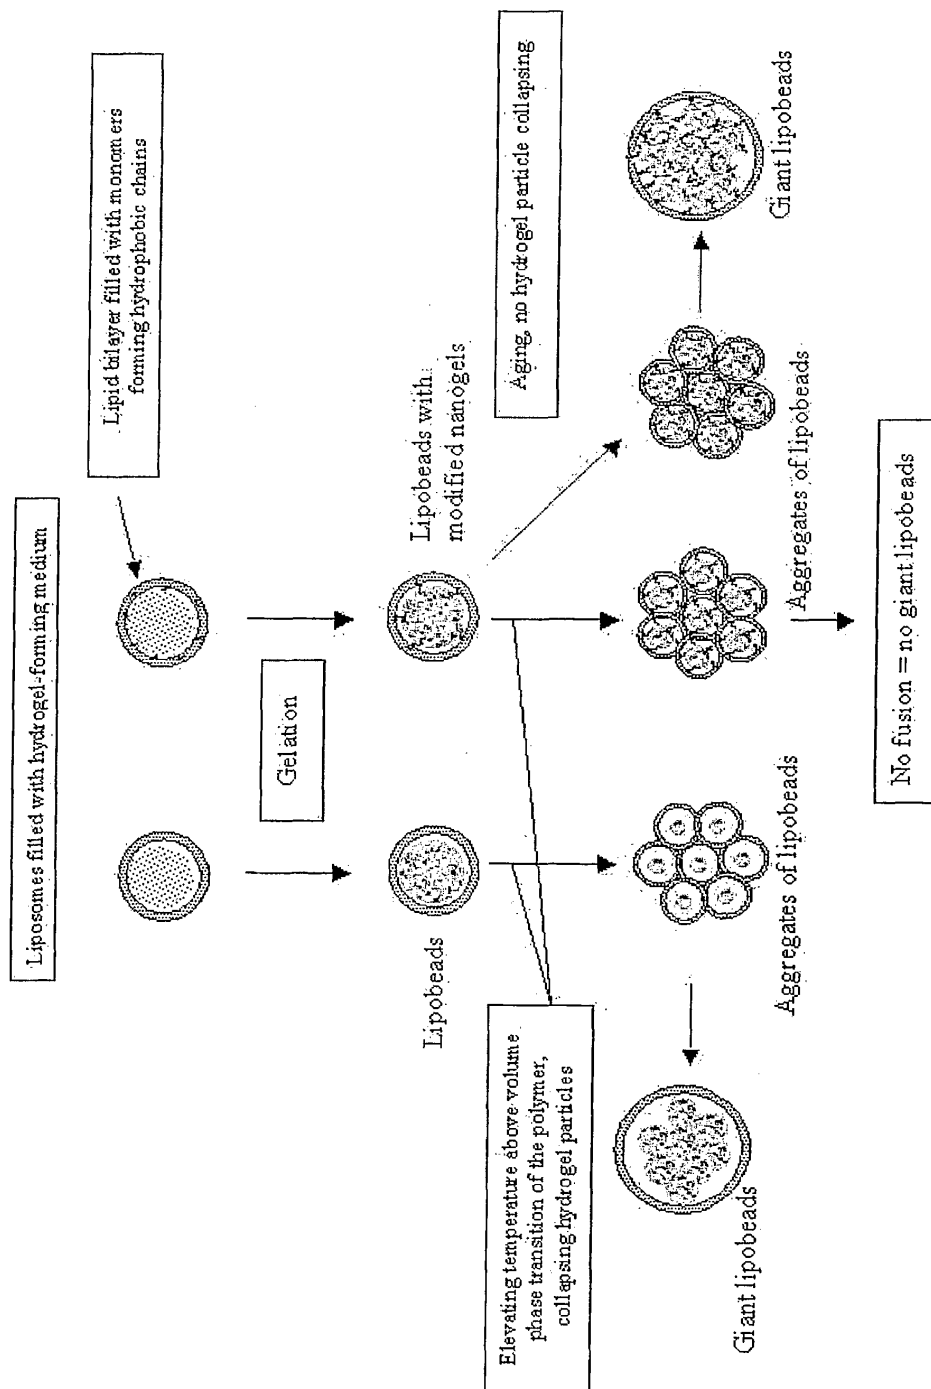 Liposomes filled with hydrogel-forming medium
Lipid bilayer filled with monomers
forming hydrophobic chains
Gelation
Lipobeads
Lipobeads with
modified nanogels
Elevating temperature above volume
phase transition of the polymer,
collapsing hydrogel particles
Aging, no hydrogel particle collapsing
Giant lipobeads
Aggregates of lipobeads
Aggregates of lipobeads
Giant lipobeads
No fusion = no giant lipobeads